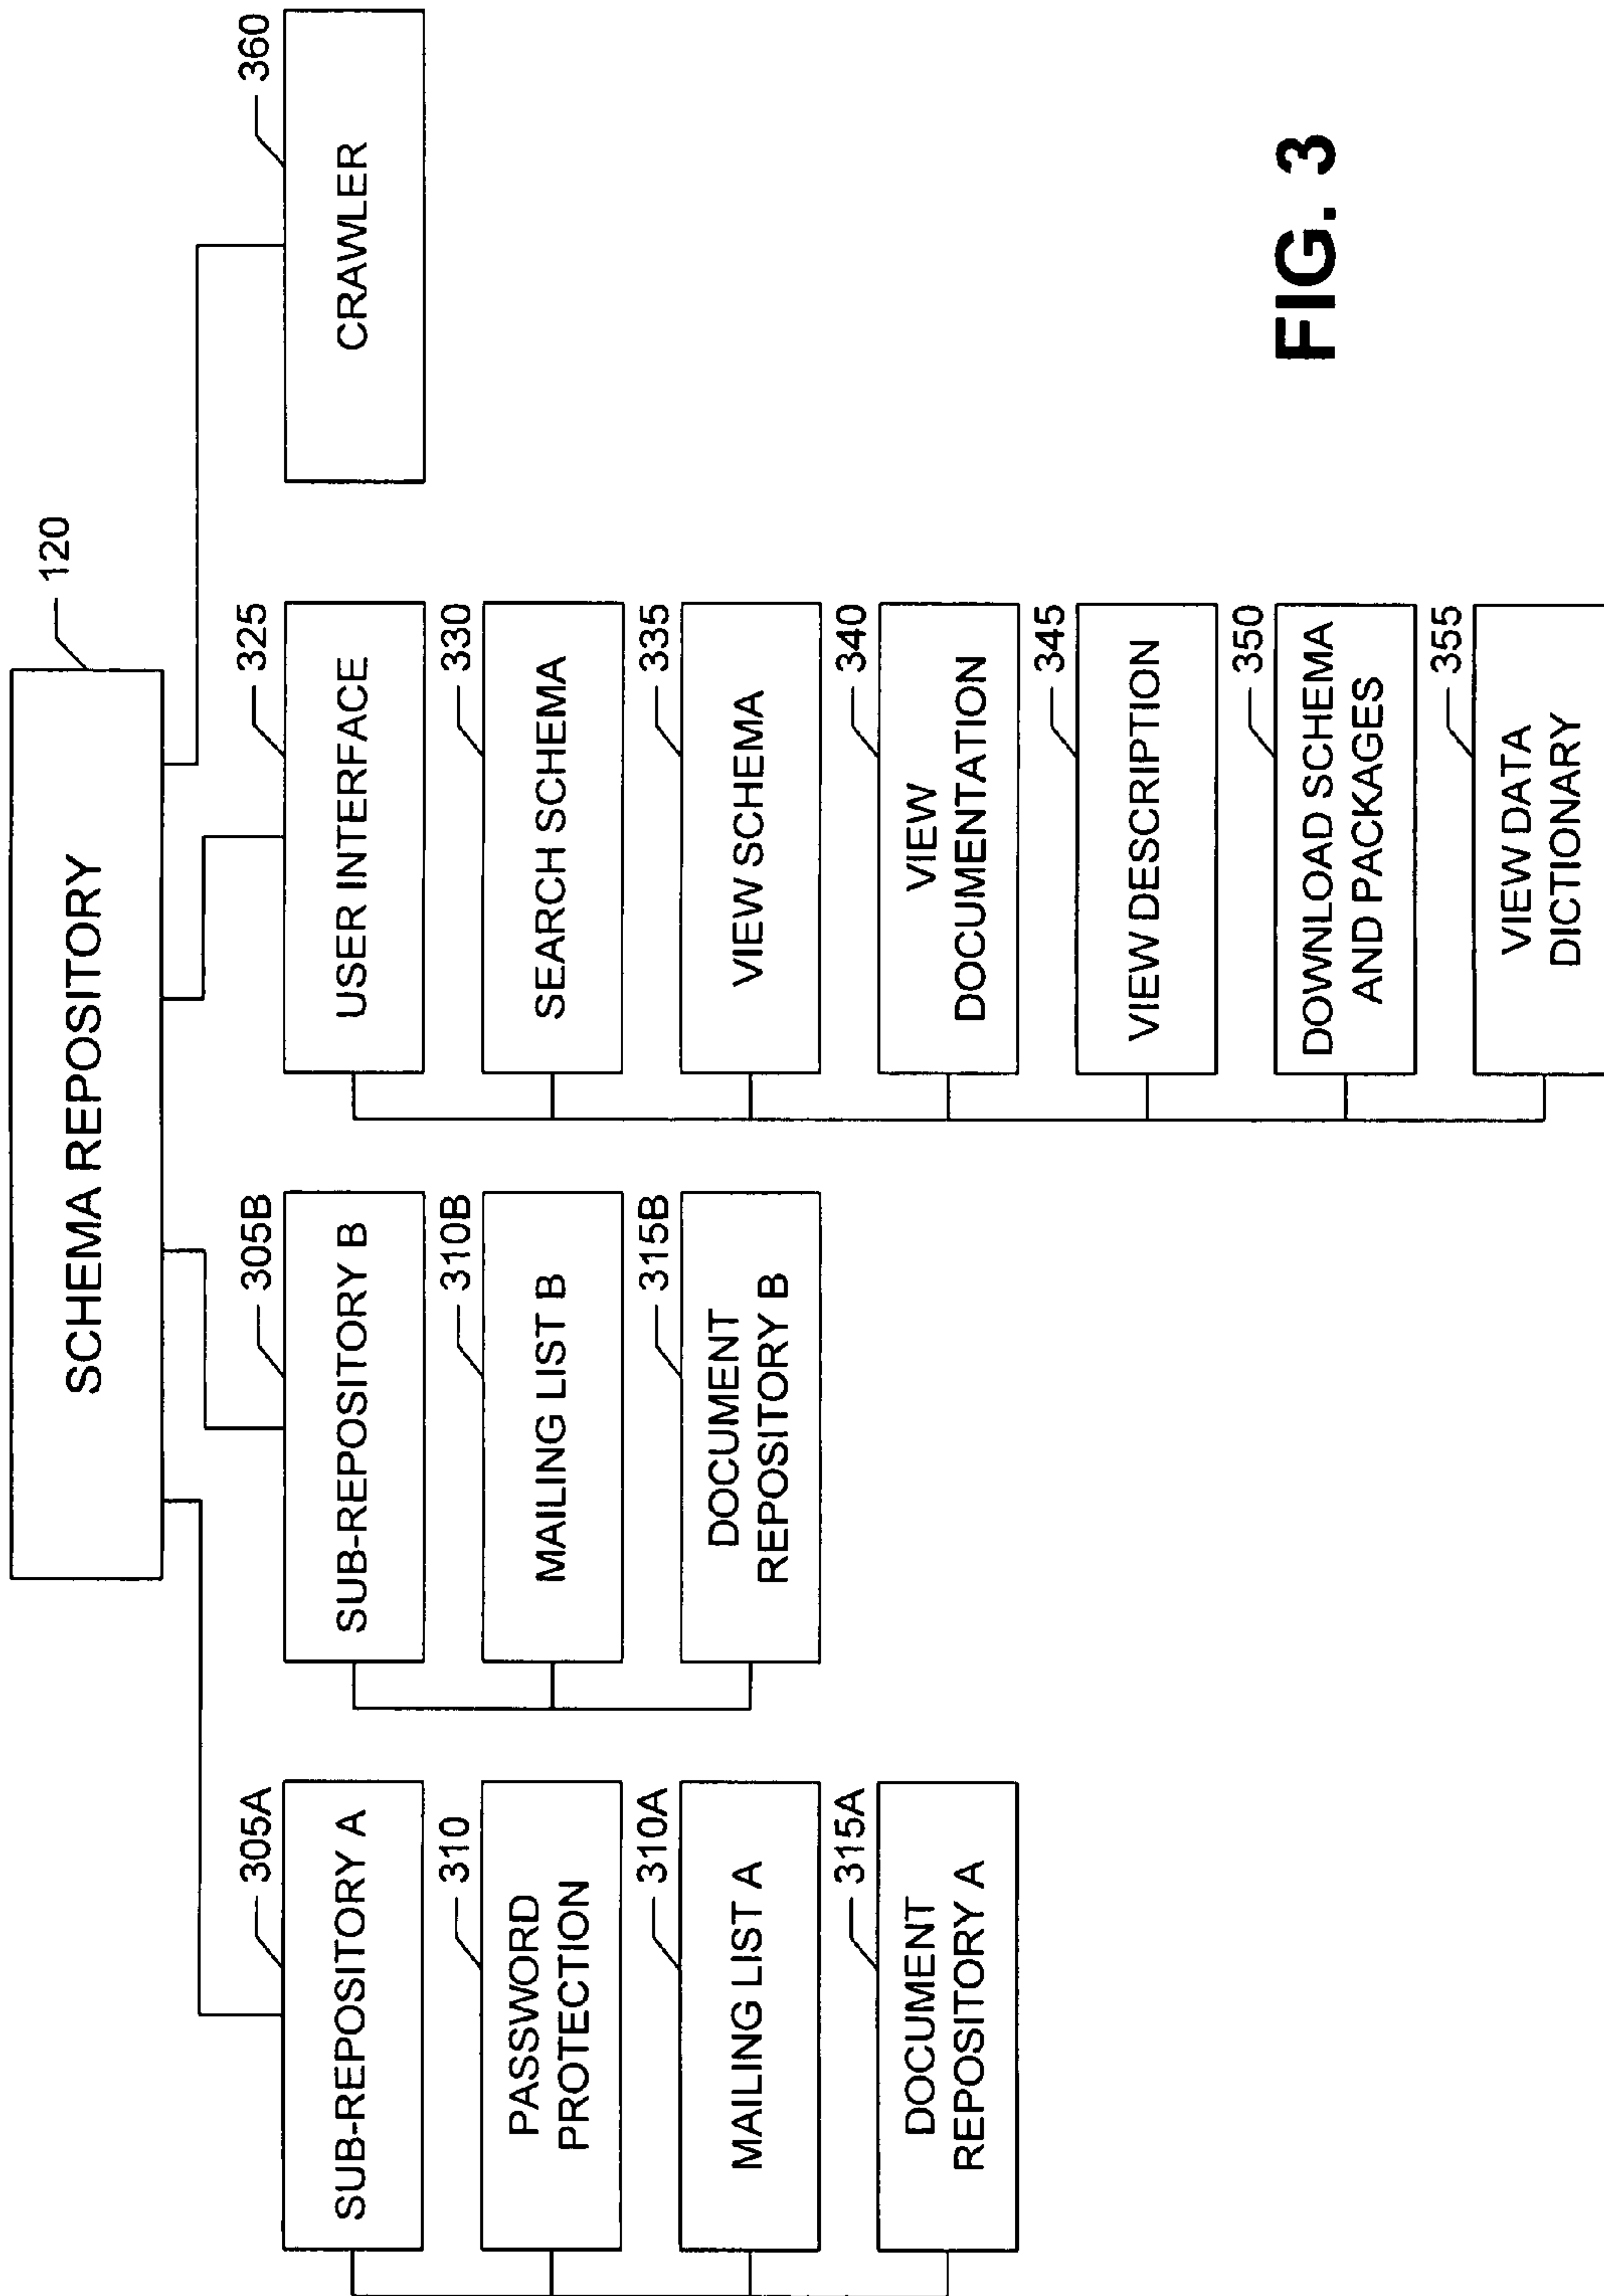 SCHEMA REPOSITORY
120
305A
SUB-REPOSITORY A
310
PASSWORD
PROTECTION
310A
MAILING LIST A
315A
DOCUMENT
REPOSITORY A
305B
SUB-REPOSITORY B
310B
MAILING LIST B
315B
DOCUMENT
REPOSITORY B
325
USER INTERFACE
330
SEARCH SCHEMA
335
VIEW SCHEMA
340
VIEW
DOCUMENTATION
345
VIEW DESCRIPTION
350
DOWNLOAD SCHEMA
AND PACKAGES
355
VIEW DATA
DICTIONARY
360
CRAWLER
FIG. 3